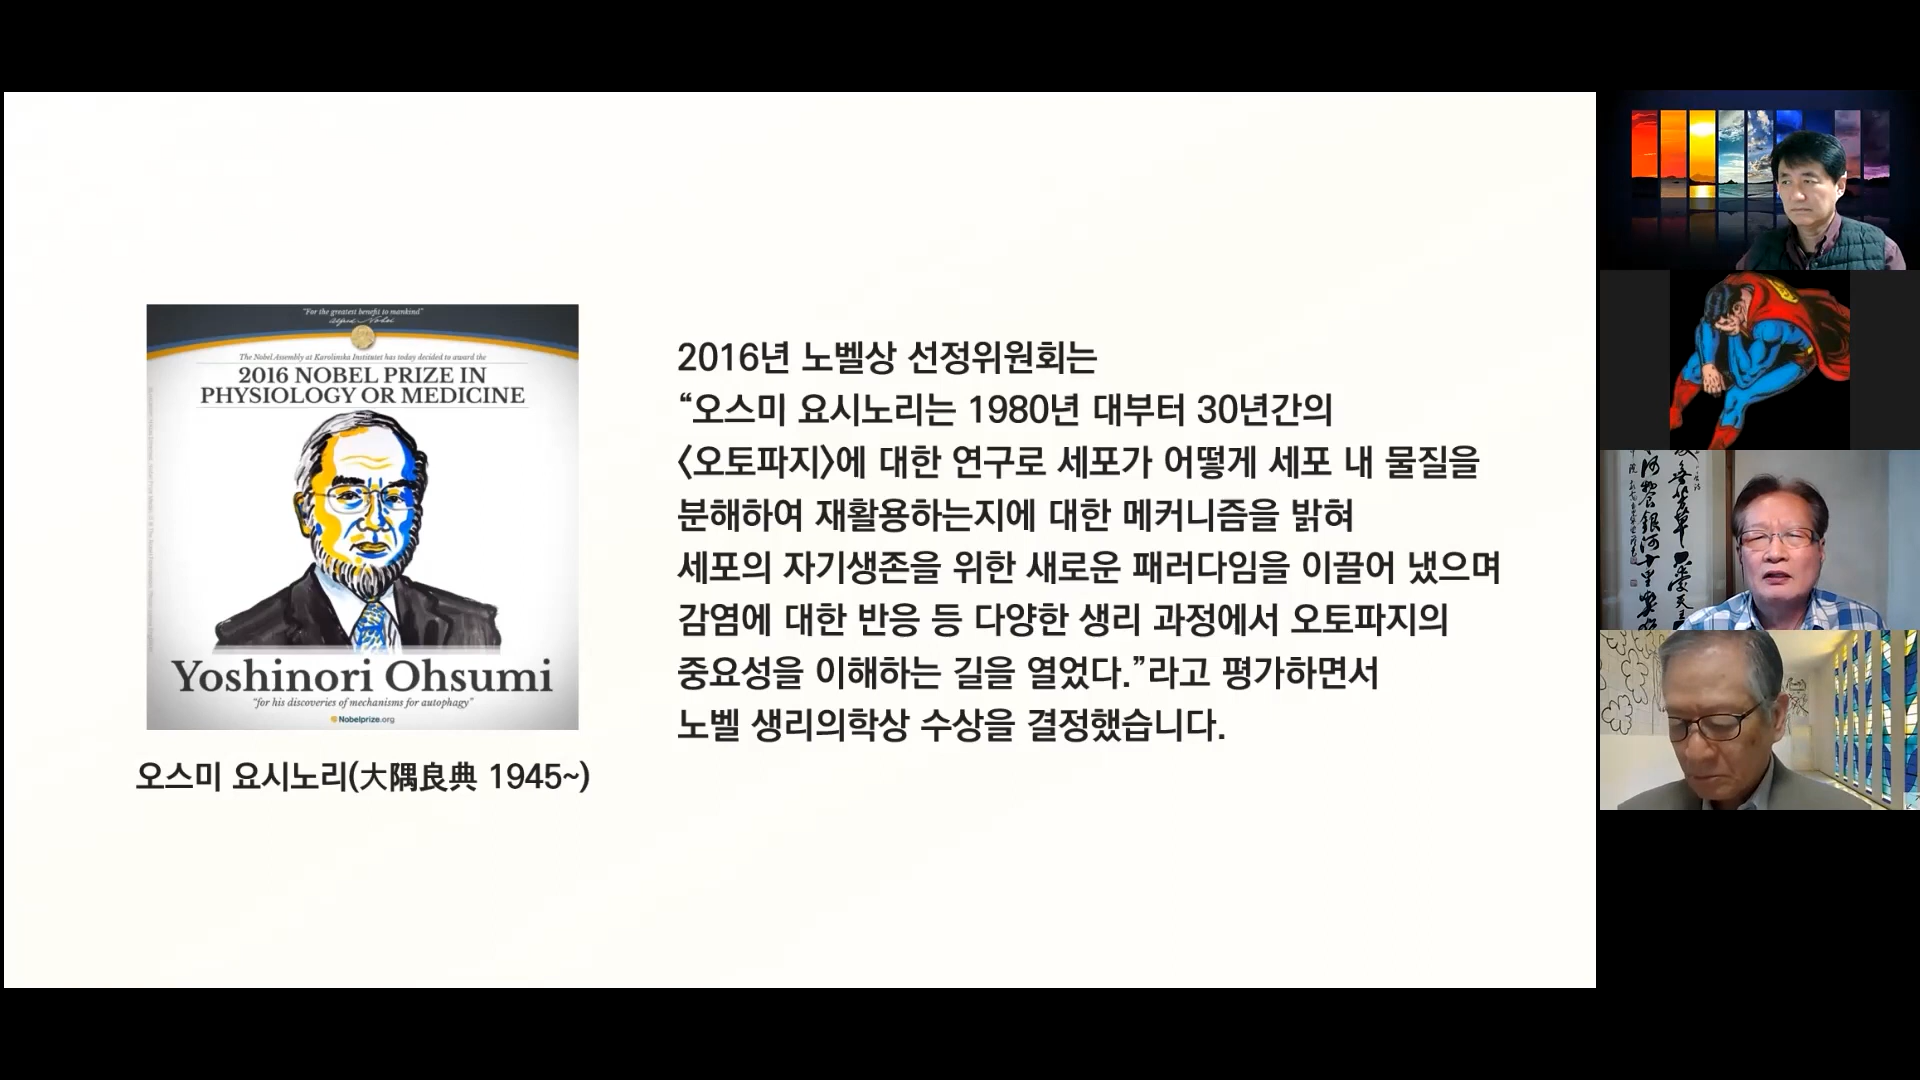 "For the greatest benefit to mankind"
Alfred Nobel
The Nobel Assembly at Karolinska Institutet has today decided to award the
2016 NOBEL PRIZE IN
PHYSIOLOGY OR MEDICINE
Yoshinori Ohsumi
"for his discoveries of mechanisms for autophagy"
Nobelprize.org
오스미 요시노리(大隅良典 1945~)
2016년 노벨상 선정위원회는
“오스미 요시노리는 1980년 대부터 30년간의
〈오토파지〉에 대한 연구로 세포가 어떻게 세포 내 물질을
분해하여 재활용하는지에 대한 메커니즘을 밝혀
세포의 자기생존을 위한 새로운 패러다임을 이끌어 냈으며
감염에 대한 반응 등 다양한 생리 과정에서 오토파지의
중요성을 이해하는 길을 열었다.”라고 평가하면서
노벨 생리의학상 수상을 결정했습니다.